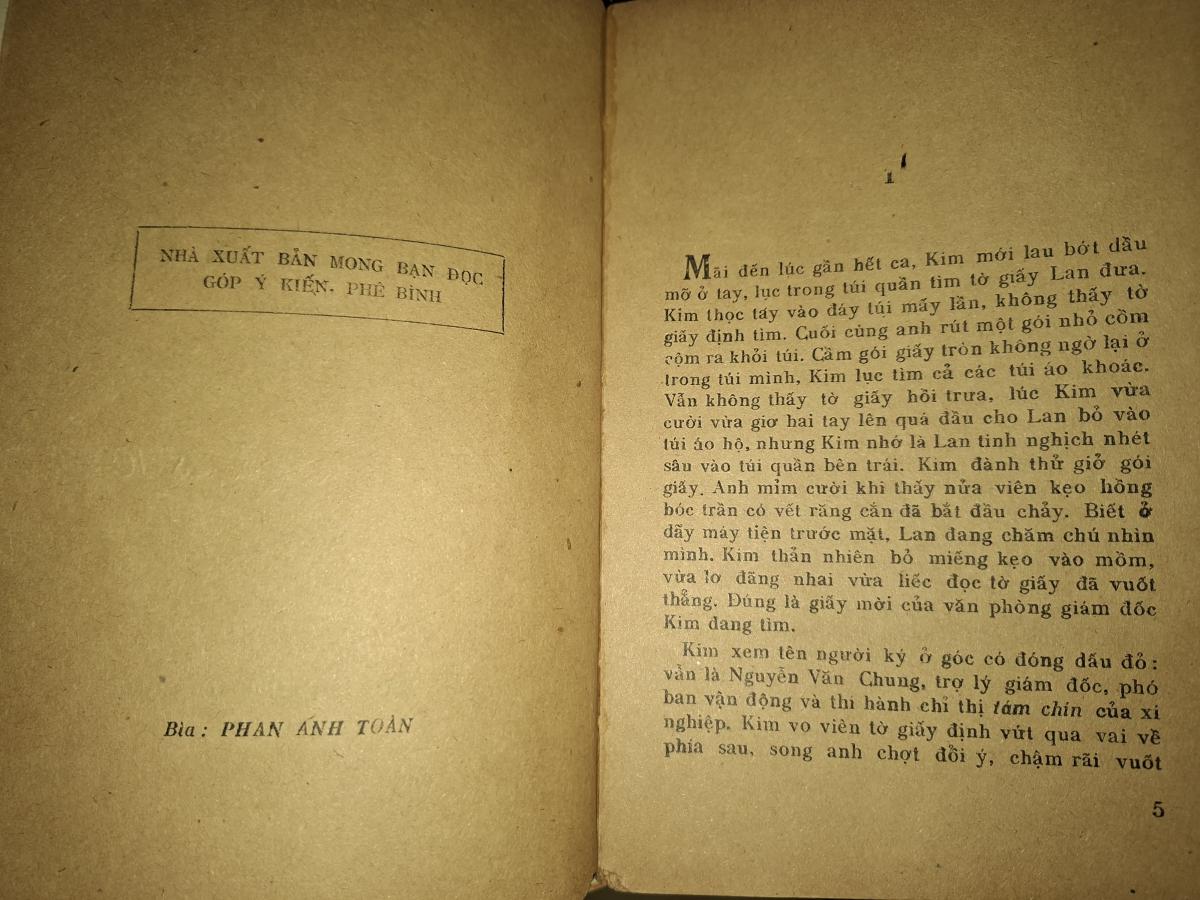 NHÀ XUẤT BẢN MONG BẠN ĐỌC
GÓP Ý KIẾN, PHÊ BÌNH
Bìa : PHAN ÁNH TOÀN
1
Mãi đến lúc gần hết ca, Kim mới lau bớt dầu
mỡ ở tay, lục trong túi quần tìm tờ giấy Lan đưa.
Kim thọc tay vào đáy túi mấy lần, không thấy tờ
giấy định tìm. Cuối cùng anh rút một gói nhỏ cồm
cộm ra khỏi túi. Cầm gói giấy tròn không ngờ lại ở
trong túi mình, Kim lục tìm cả các túi áo khoác.
Vẫn không thấy tờ giấy hồi trưa, lúc Kim vừa
cười vừa giơ hai tay lên quá đầu cho Lan bỏ vào
túi áo hộ, nhưng Kim nhớ là Lan tinh nghịch nhét
sâu vào túi quần bên trái. Kim đành thử giở gói
giấy. Anh mỉm cười khi thấy nửa viên kẹo hồng
bóc trần có vết răng cắn đã bắt đầu chảy. Biết ở
dẫy máy tiện trước mặt, Lan đang chăm chú nhìn
mình. Kim thản nhiên bỏ miếng kẹo vào mồm,
vừa lơ đãng nhai vừa liếc đọc tờ giấy đã vuốt
thẳng. Đúng là giấy mời của văn phòng giám đốc
Kim đang tìm.
Kim xem tên người ký ở góc có đóng dấu đỏ :
vẫn là Nguyễn Văn Chung, trợ lý giám đốc, phó
ban vận động và thi hành chỉ thị tám chín của xí
nghiệp. Kim vo viên tờ giấy định vứt qua vai về
phía sau, song anh chợt đổi ý, chậm rãi vuốt
5